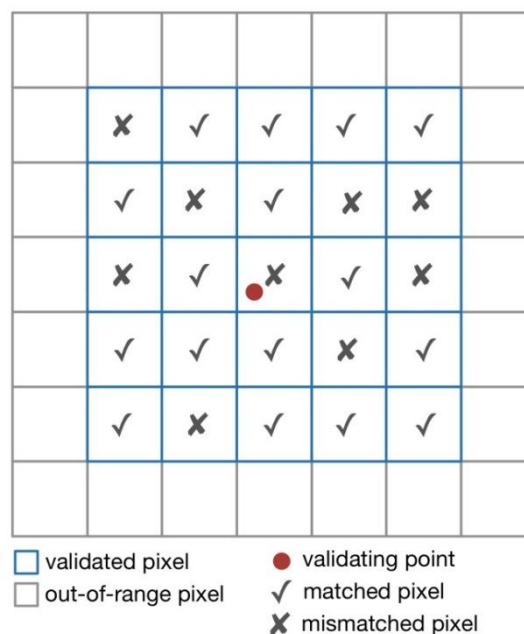 validated pixel
out-of-range pixel
validating point
matched pixel
mismatched pixel